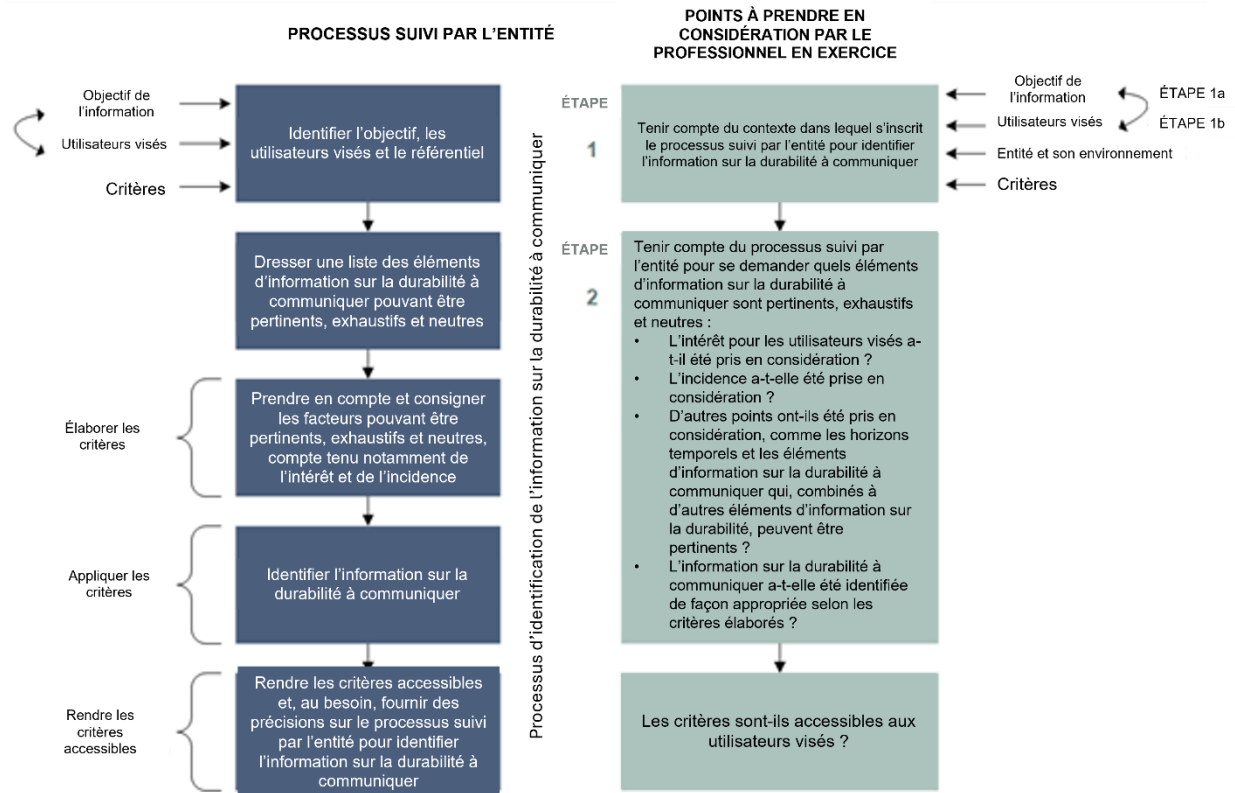 PROCESSUS SUIVI PAR L'ENTITÉ
POINTS À PRENDRE EN
CONSIDÉRATION PAR LE
PROFESSIONNEL EN EXERCICE
Objectif de
l'information
Utilisateurs visés
Critères
Identifier l'objectif, les
utilisateurs visés et le référentiel
Dresser une liste des éléments
d'information sur la durabilité à
communiquer pouvant être
pertinents, exhaustifs et neutres
Élaborer les
critères
Prendre en compte et consigner
les facteurs pouvant être
pertinents, exhaustifs et neutres,
compte tenu notamment de
l'intérêt et de l'incidence
Appliquer les
critères
Identifier l'information sur la
durabilité à communiquer
Rendre les
critères
accessibles
Rendre les critères accessibles
et, au besoin, fournir des
précisions sur le processus suivi
par l'entité pour identifier
l'information sur la durabilité à
communiquer
Processus d'identification de l'information sur la durabilité à communiquer
ÉTAPE
1
Tenir compte du contexte dans lequel s'inscrit
le processus suivi par l'entité pour identifier
l'information sur la durabilité à communiquer
Objectif de
l'information
ÉTAPE 1a
Utilisateurs visés
ÉTAPE 1b
Entité et son environnement
Critères
ÉTAPE
2
Tenir compte du processus suivi par
l'entité pour se demander quels éléments
d'information sur la durabilité à
communiquer sont pertinents, exhaustifs
et neutres :
• L'intérêt pour les utilisateurs visés a-
t-il été pris en considération ?
• L'incidence a-t-elle été prise en
considération ?
• D'autres points ont-ils été pris en
considération, comme les horizons
temporels et les éléments
d'information sur la durabilité à
communiquer qui, combinés à
d'autres éléments d'information sur
la durabilité, peuvent être
pertinents ?
• L'information sur la durabilité à
communiquer a-t-elle été identifiée
de façon appropriée selon les
critères élaborés ?
Les critères sont-ils accessibles aux
utilisateurs visés ?